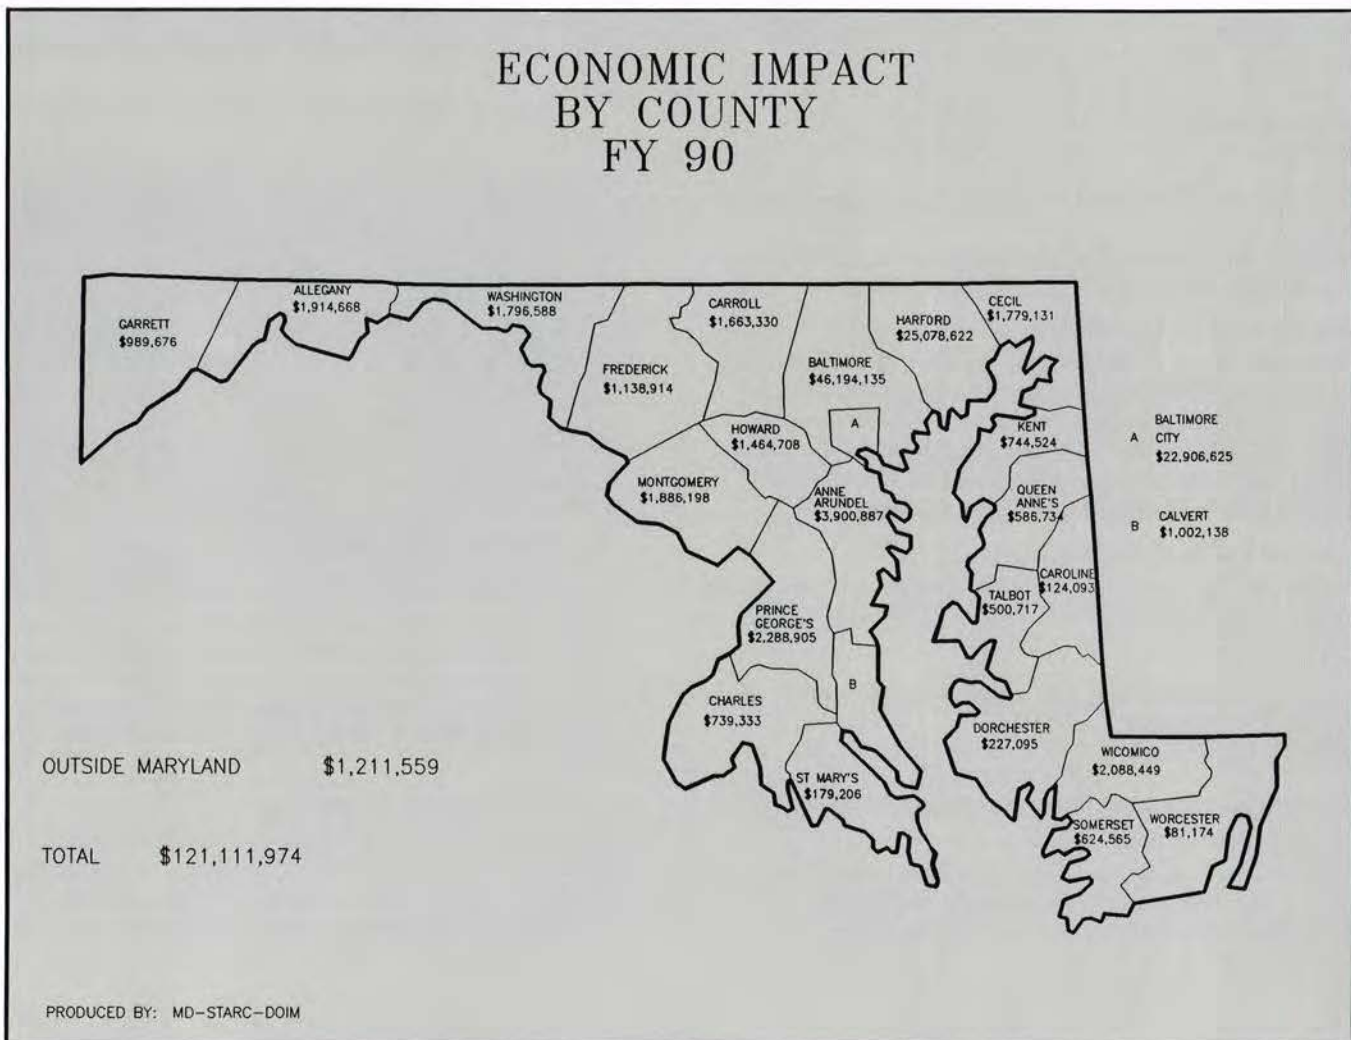 ECONOMIC IMPACT
BY COUNTY
FY 90
GARRETT
$989,676
ALLEGANY
$1,914,668
WASHINGTON
$1,796,588
FREDERICK
$1,138,914
CARROLL
$1,663,330
BALTIMORE
$46,194,135
HARFORD
$25,078,622
CECIL
$1,779,131
HOWARD
$1,464,708
A
KENT
$744,524
MONTGOMERY
$1,886,198
ANNE
ARUNDEL
$3,900,887
QUEEN
ANNE'S
$586,734
A
BALTIMORE
CITY
$22,906,625
B
CALVERT
$1,002,138
CAROLINE
$124,093
TALBOT
$500,717
PRINCE
GEORGE'S
$2,288,905
B
CHARLES
$739,333
ST MARY'S
$179,206
DORCHESTER
$227,095
WICOMICO
$2,088,449
SOMERSET
$624,565
WORCESTER
$81,174
OUTSIDE MARYLAND $1,211,559
TOTAL $121,111,974
PRODUCED BY: MD-STARC-DOIM